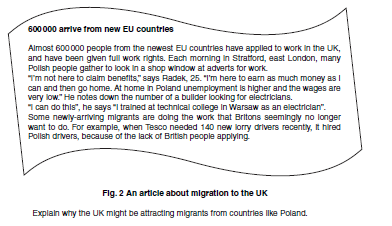 600 000 arrive from new EU countries
Almost 600 000 people from the newest EU countries have applied to work in the UK,
and have been given full work rights. Each morning in Stratford, east London, many
Polish people gather to look in a shop window at adverts for work.
“I'm not here to claim benefits,” says Radek, 25. “I'm here to earn as much money as I
can and then go home. At home in Poland unemployment is higher and the wages are
very low.” He notes down the number of a builder looking for electricians.
“I can do this”, he says “I trained at technical college in Warsaw as an electrician”.
Some newly-arriving migrants are doing the work that Britons seemingly no longer
want to do. For example, when Tesco needed 140 new lorry drivers recently, it hired
Polish drivers, because of the lack of British people applying.
Fig. 2 An article about migration to the UK
Explain why the UK might be attracting migrants from countries like Poland.